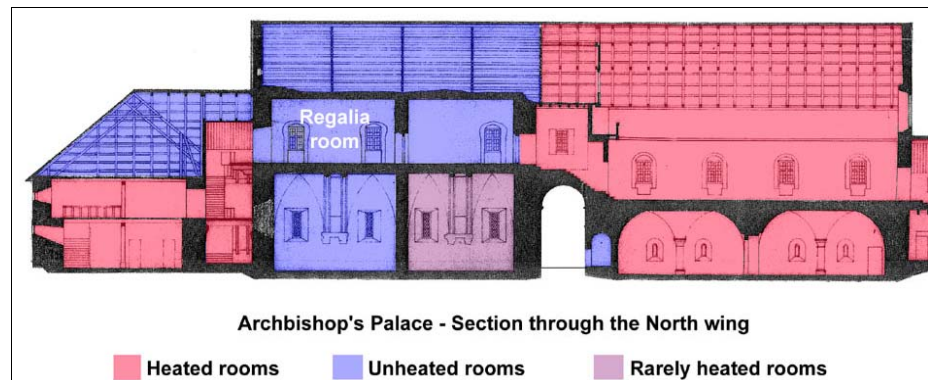 Regalia
room
Archbishop's Palace - Section through the North wing
Heated rooms Unheated rooms Rarely heated rooms